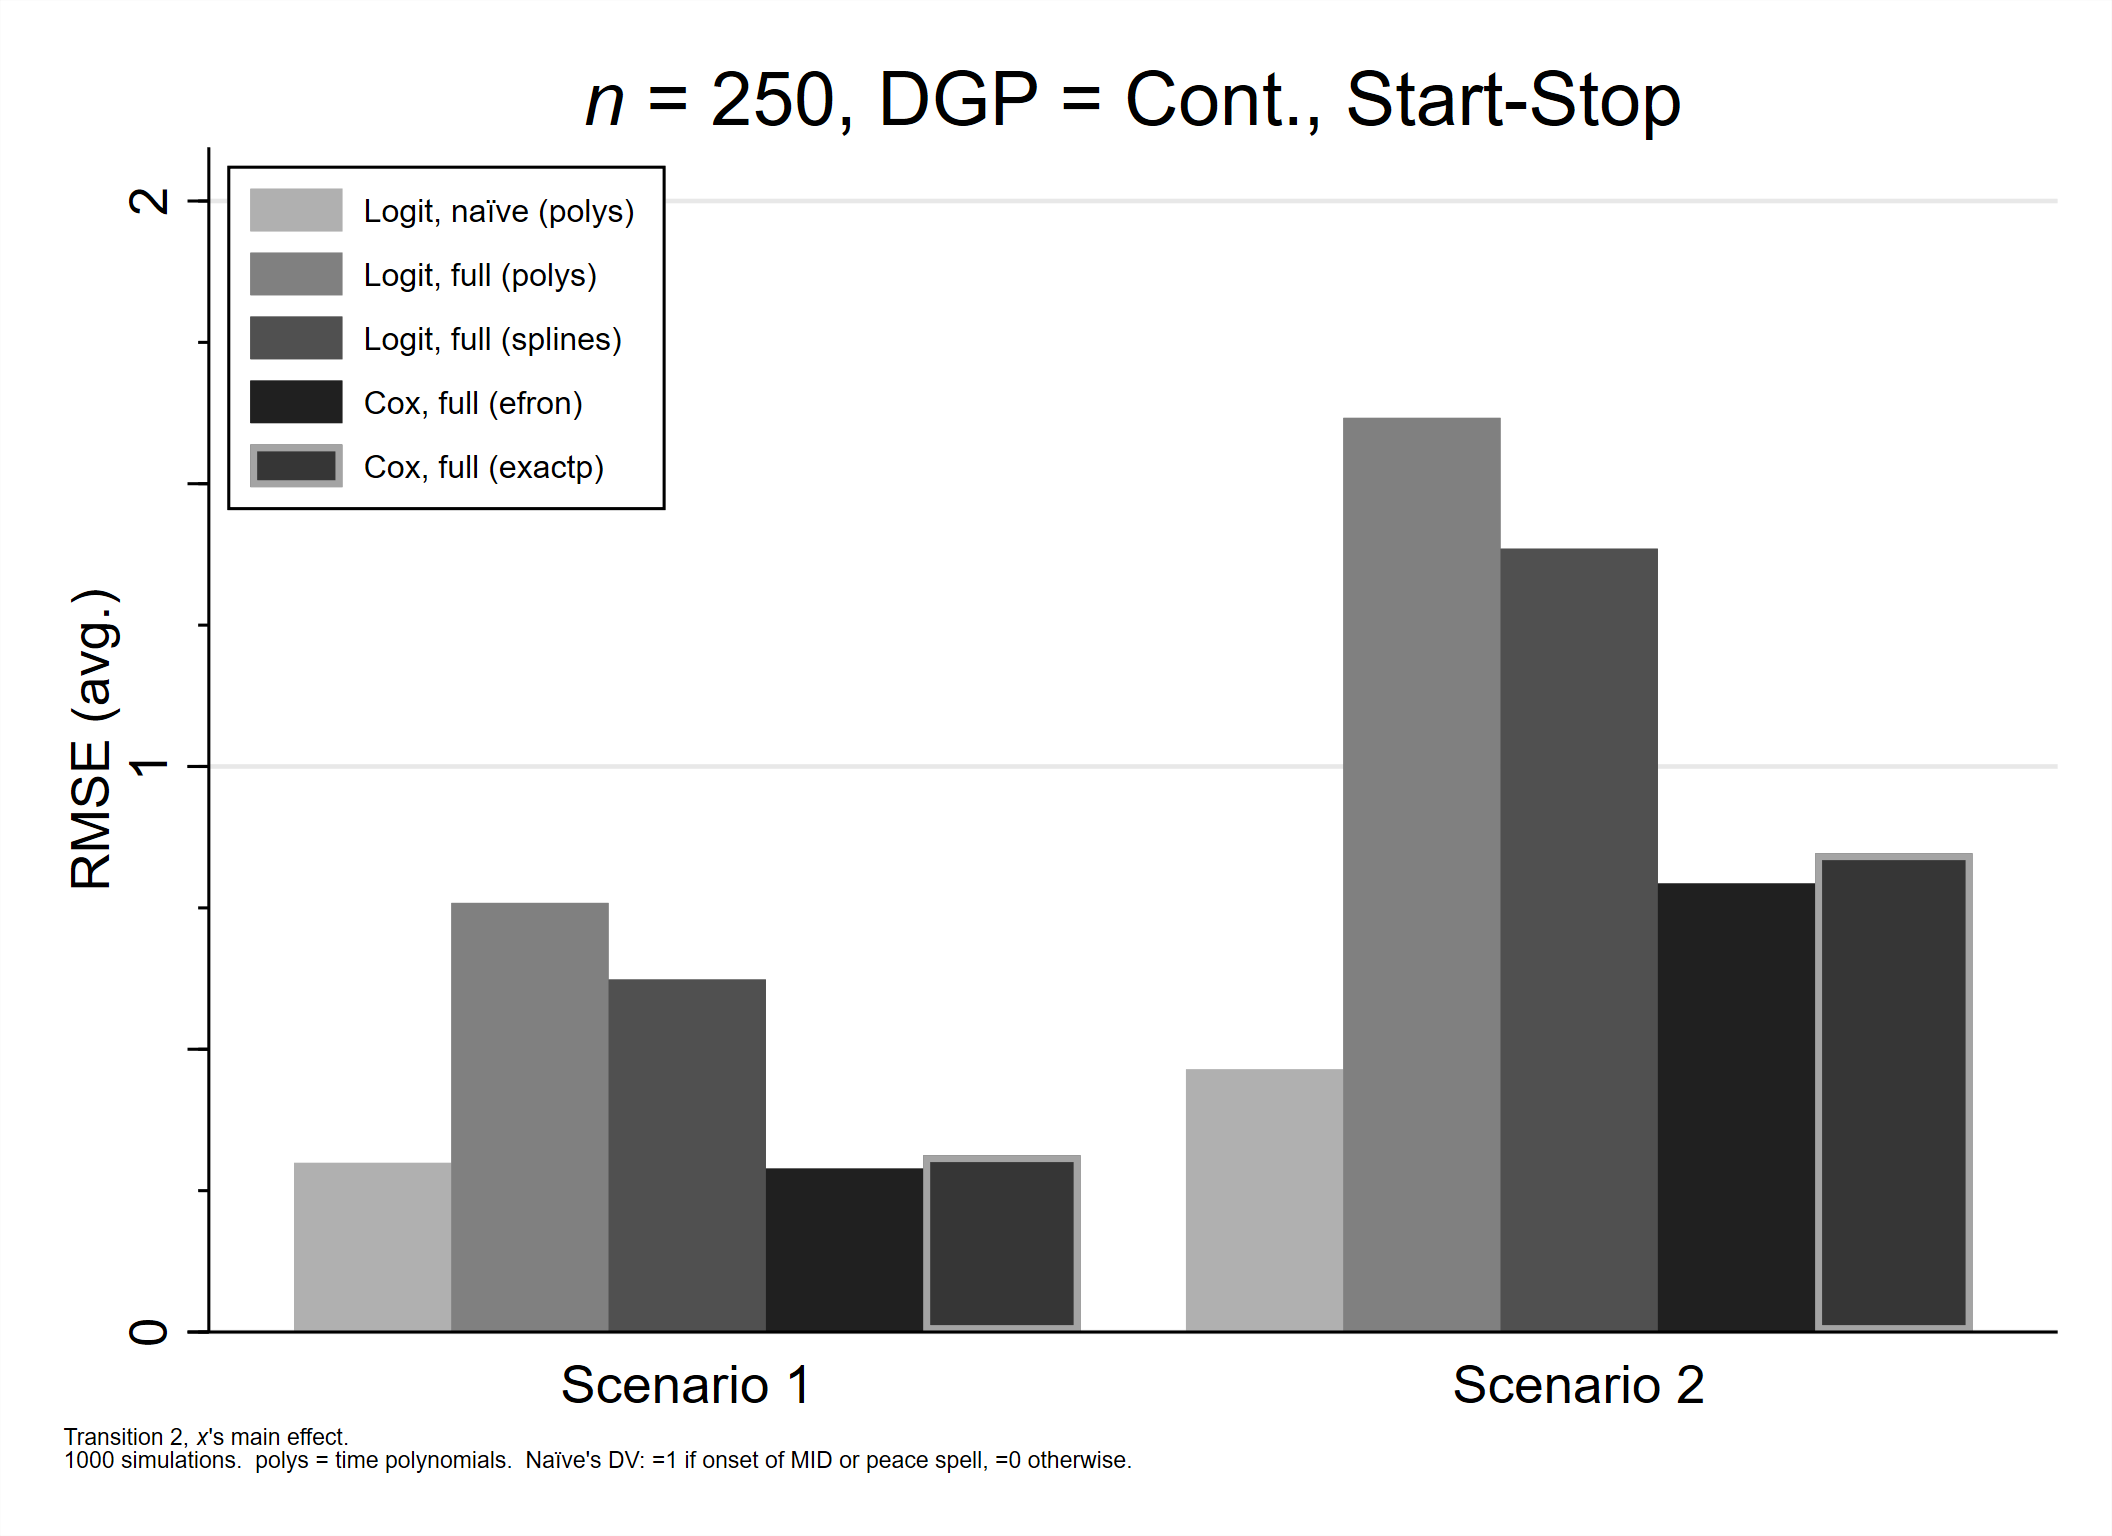 n = 250, DGP = Cont., Start-Stop
Logit, naïve (polys)
Logit, full (polys)
Logit, full (splines)
Cox, full (efron)
Cox, full (exactp)
RMSE (avg.)
2
1
0
Scenario 1
Scenario 2
Transition 2, x's main effect.
1000 simulations.  polys = time polynomials.  Naïve's DV: =1 if onset of MID or peace spell, =0 otherwise.